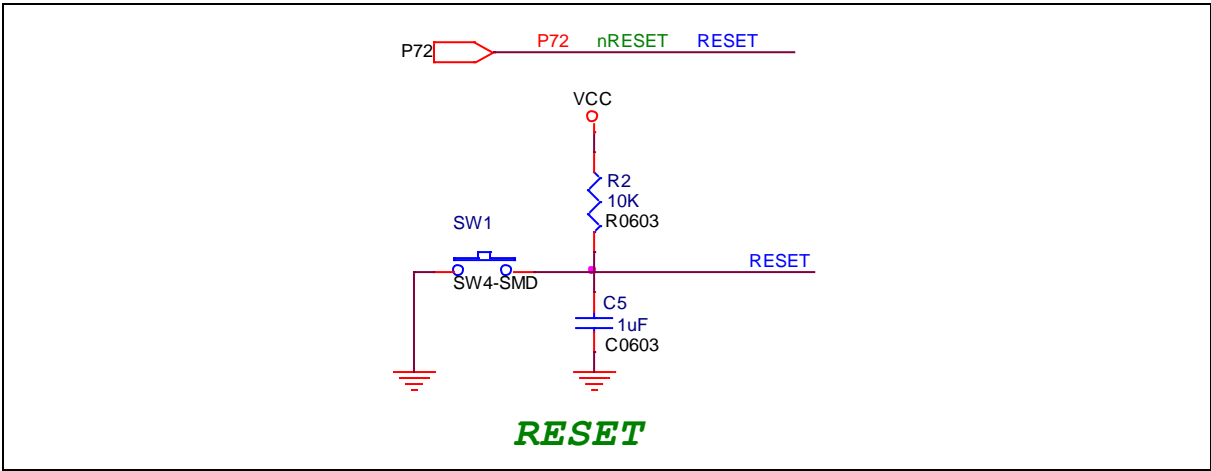 P72 P72 nRESET RESET
VCC
R2
10K
R0603
SW1
SW4-SMD
RESET
C5
1uF
C0603
RESET